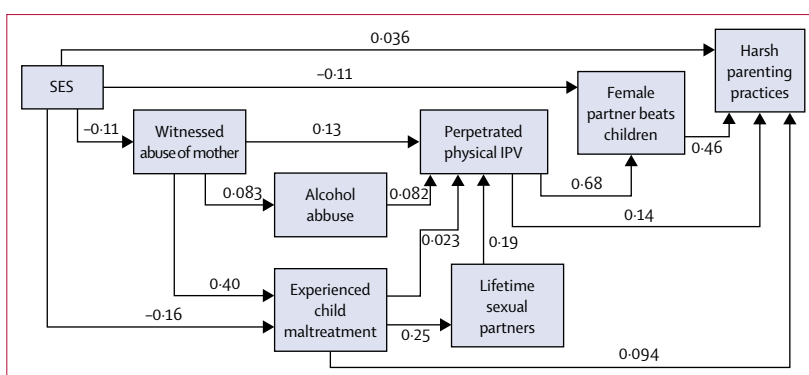 0·036
Harsh
parenting
practices
SES
–0·11
Female
partner beats
children
–0·11
Witnessed
abuse of mother
0·13
Perpetrated
physical IPV
0·46
0·083
Alcohol
abbuse
0·082
0·68
0·14
0·023
0·19
0·40
Experienced
child
maltreatment
Lifetime
sexual
partners
–0·16
0·25
0·094